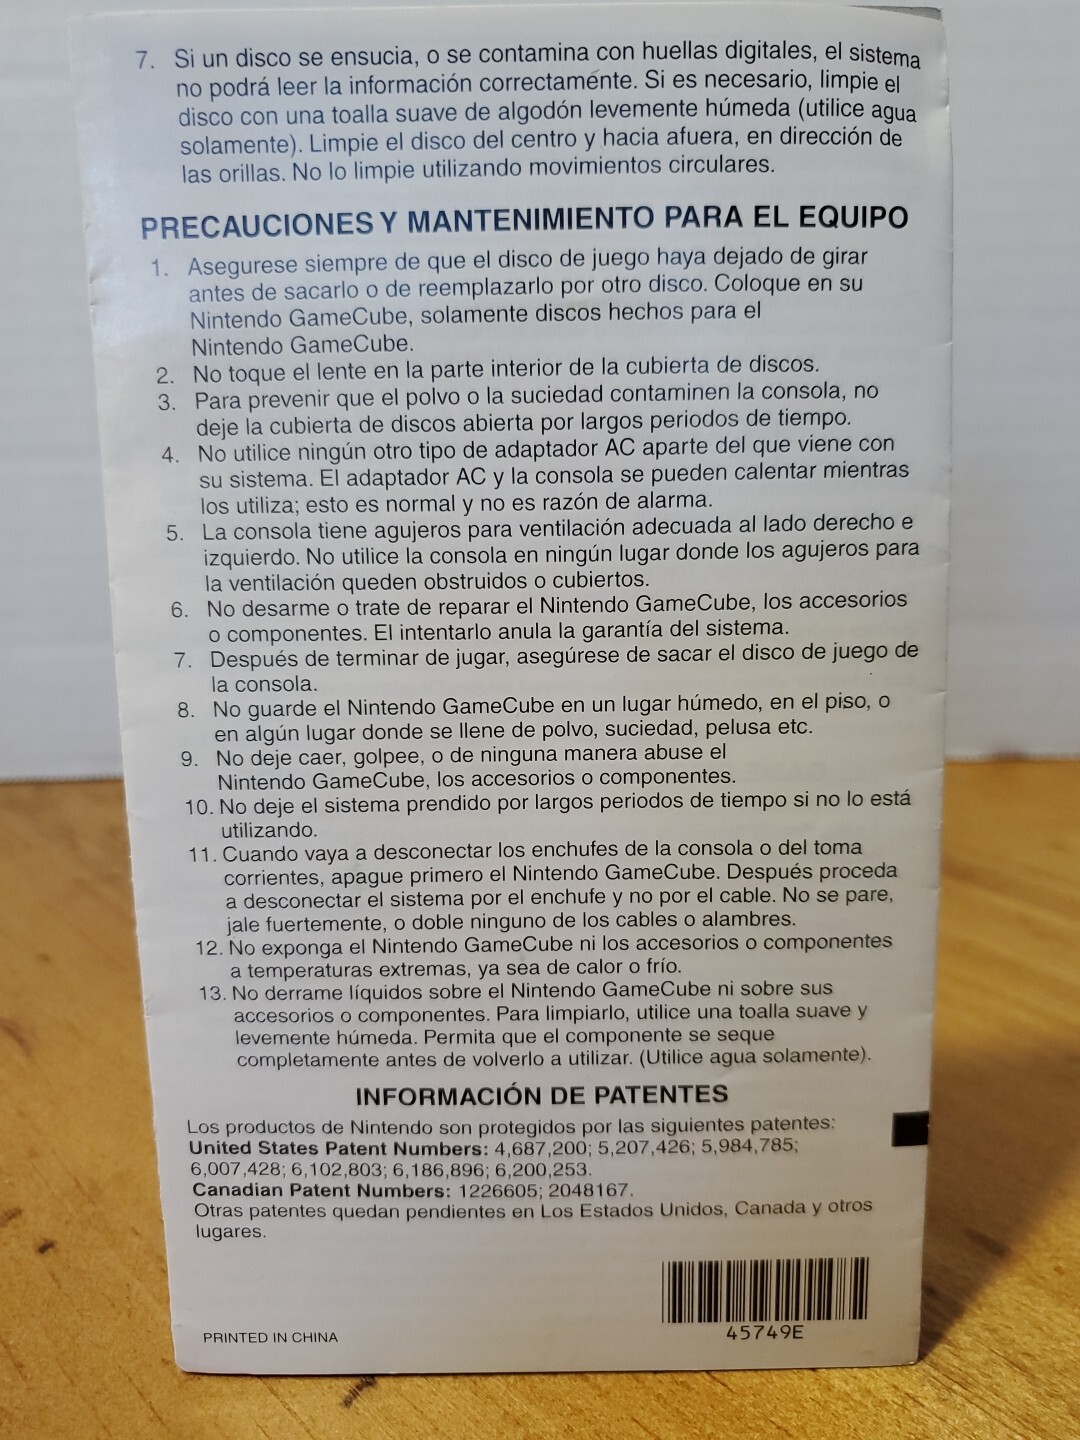 7. Si un disco se ensucia, o se contamina con huellas digitales, el sistema
no podrá leer la información correctaménte. Si es necesario, limpie el
disco con una toalla suave de algodón levemente húmeda (utilice agua
solamente). Limpie el disco del centro y hacia afuera, en dirección de
las orillas. No lo limpie utilizando movimientos circulares.
PRECAUCIONES Y MANTENIMIENTO PARA EL EQUIPO
1. Asegurese siempre de que el disco de juego haya dejado de girar
antes de sacarlo o de reemplazarlo por otro disco. Coloque en su
Nintendo GameCube, solamente discos hechos para el
Nintendo GameCube.
2. No toque el lente en la parte interior de la cubierta de discos.
3. Para prevenir que el polvo o la suciedad contaminen la consola, no
deje la cubierta de discos abierta por largos periodos de tiempo.
4. No utilice ningún otro tipo de adaptador AC aparte del que viene con
su sistema. El adaptador AC y la consola se pueden calentar mientras
los utiliza; esto es normal y no es razón de alarma.
5. La consola tiene agujeros para ventilación adecuada al lado derecho e
izquierdo. No utilice la consola en ningún lugar donde los agujeros para
la ventilación queden obstruidos o cubiertos.
6. No desarme o trate de reparar el Nintendo GameCube, los accesorios
o componentes. El intentarlo anula la garantía del sistema.
7. Después de terminar de jugar, asegúrese de sacar el disco de juego de
la consola.
8. No guarde el Nintendo GameCube en un lugar húmedo, en el piso, o
en algún lugar donde se llene de polvo, suciedad, pelusa etc.
9. No deje caer, golpee, o de ninguna manera abuse el
Nintendo GameCube, los accesorios o componentes.
10. No deje el sistema prendido por largos periodos de tiempo si no lo está
utilizando.
11. Cuando vaya a desconectar los enchufes de la consola o del toma
corrientes, apague primero el Nintendo GameCube. Después proceda
a desconectar el sistema por el enchufe y no por el cable. No se pare,
jale fuertemente, o doble ninguno de los cables o alambres.
12. No exponga el Nintendo GameCube ni los accesorios o componentes
a temperaturas extremas, ya sea de calor o frío.
13. No derrame líquidos sobre el Nintendo GameCube ni sobre sus
accesorios o componentes. Para limpiarlo, utilice una toalla suave y
levemente húmeda. Permita que el componente se seque
completamente antes de volverlo a utilizar. (Utilice agua solamente).
INFORMACIÓN DE PATENTES
Los productos de Nintendo son protegidos por las siguientes patentes:
United States Patent Numbers: 4,687,200; 5,207,426; 5,984,785;
6,007,428; 6,102,803; 6,186,896; 6,200,253.
Canadian Patent Numbers: 1226605; 2048167.
Otras patentes quedan pendientes en Los Estados Unidos, Canada y otros
lugares.
45749E
PRINTED IN CHINA